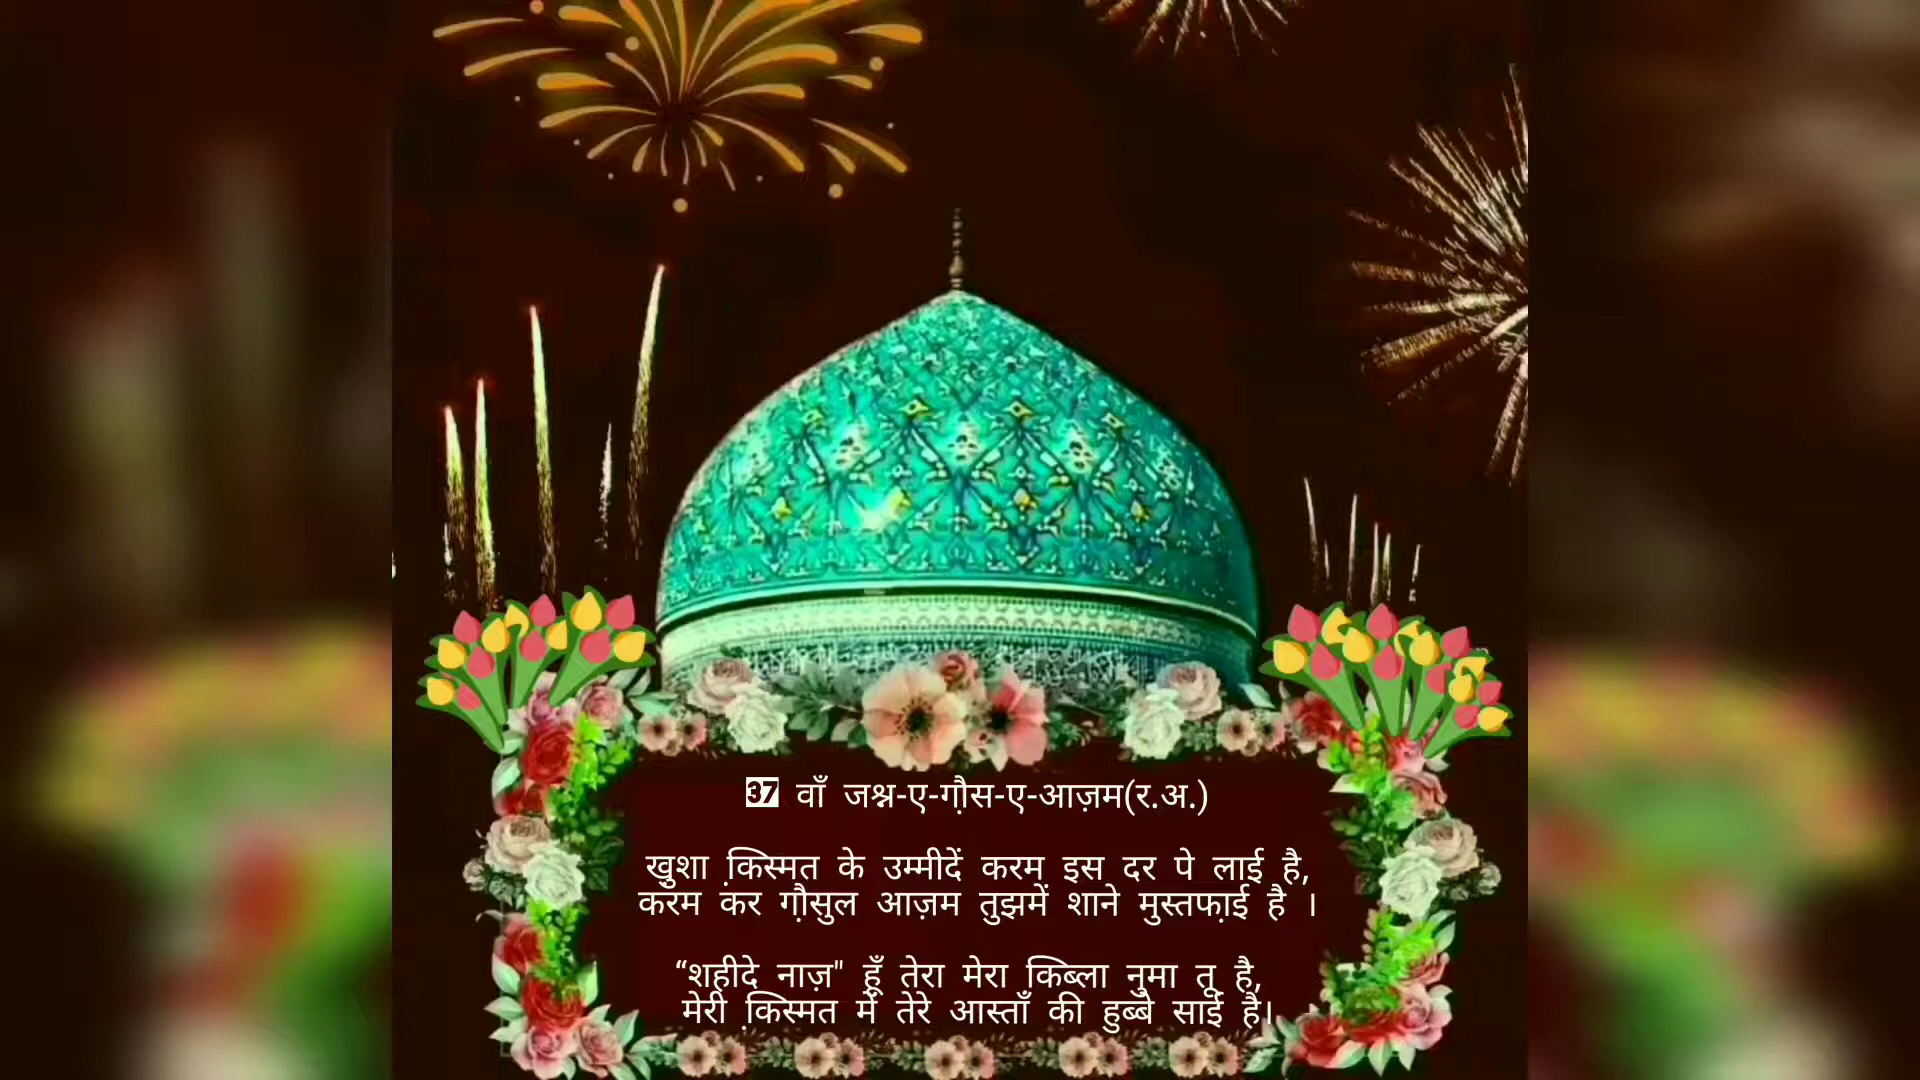 37 वाँ जश्न-ए-ग़ौस-ए-आज़म(र.अ.)
खुशा क़िस्मत के उम्मीदें करम इस दर पे लाई है,
करम कर ग़ौसुल आज़म तुझमें शाने मुस्तफा़ई है ।
“शहीदे नाज़" हूँ तेरा मेरा किब्ला नुमा तू है,
मेरी क़िस्मत में तेरे आस्ताँ की हुब्बे साई है।